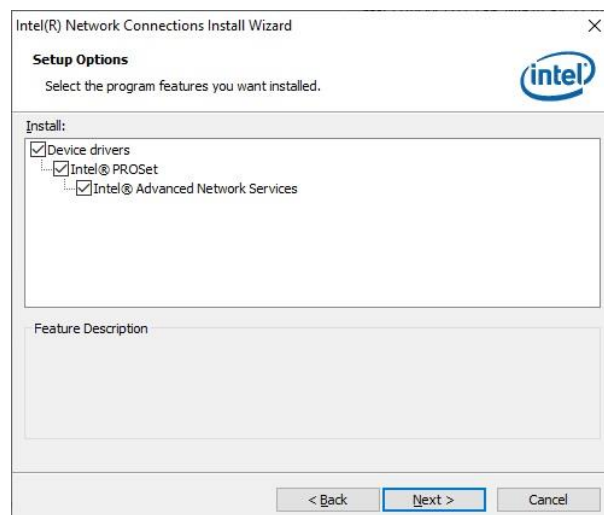 Intel(R) Network Connections Install Wizard
Setup Options
Select the program features you want installed.
intel
Install:
Device drivers
Intel® PROSet
Intel® Advanced Network Services
Feature Description
< Back
Next >
Cancel